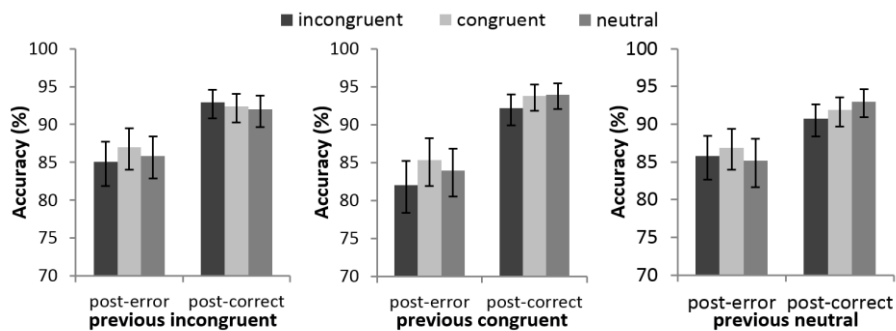 incongruent congruent neutral
Accuracy (%)
100
95
90
85
80
75
70
post-error post-correct
previous incongruent
Accuracy (%)
100
95
90
85
80
75
70
post-error post-correct
previous congruent
Accuracy (%)
100
95
90
85
80
75
70
post-error post-correct
previous neutral